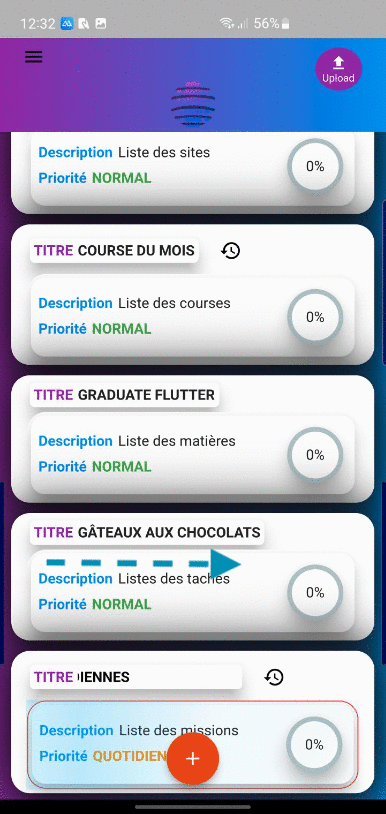 12:32 56%
Upload
Description Liste des sites
0%
Priorité NORMAL
TITRE COURSE DU MOIS
Description Liste des courses
0%
Priorité NORMAL
TITRE GRADUATE FLUTTER
Description Liste des matières
0%
Priorité NORMAL
TITRE GÂTEAUX AUX CHOCOLATS
Description Listes des taches
0%
Priorité NORMAL
TITRE IENNES
Description Liste des missions
0%
Priorité QUOTIDIEN
+